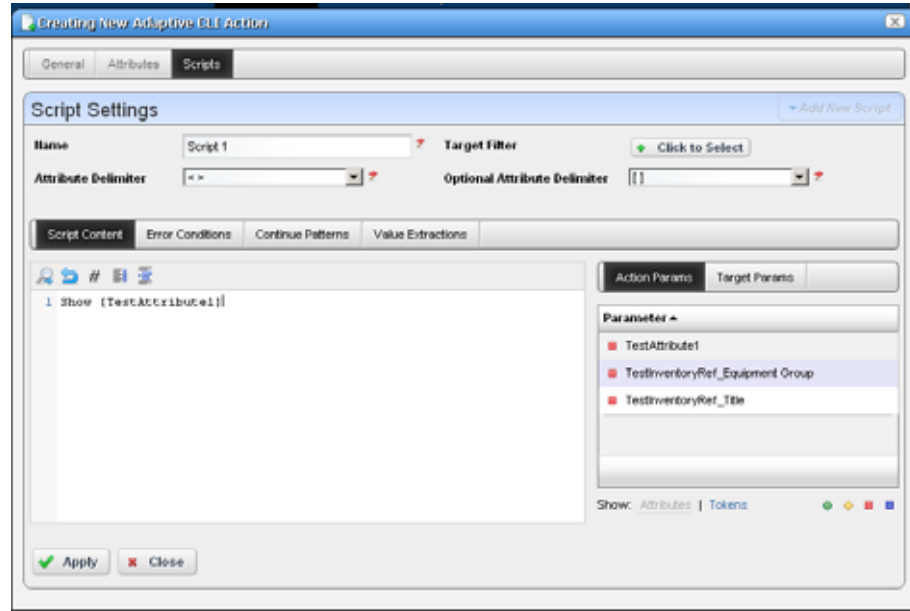 Creating New Adaptive CLI Action
General Attributes Scripts
Script Settings
Add New Script
Name Script 1 Target Filter Click to Select
Attribute Delimiter < > Optional Attribute Delimiter [ ]
Script Content Error Conditions Continue Patterns Value Extractions
Action Params Target Params
1 Show [TestAttribute1]
Parameter
TestAttribute1
TestInventoryRef_Equipment Group
TestInventoryRef_Title
Show: Attributes | Tokens
Apply Close